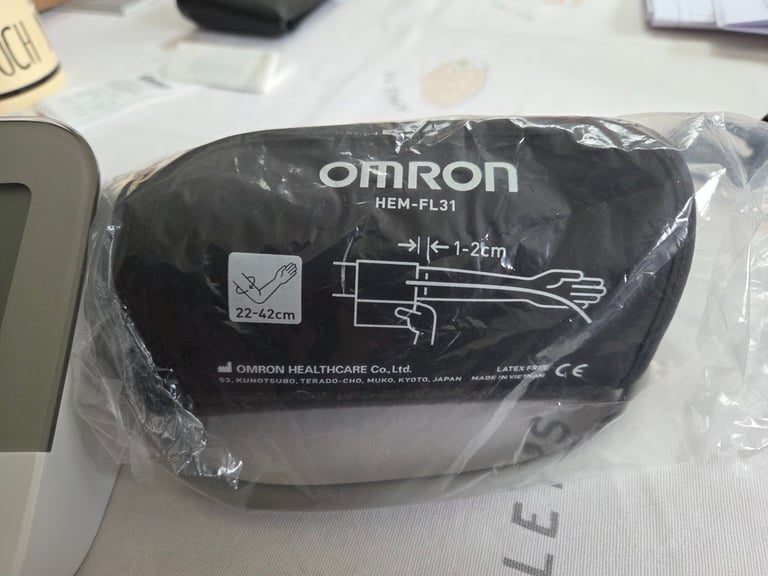 OUCH
OMRON
HEM-FL31
1-2cm
22-42cm
OMRON HEALTHCARE Co., Ltd.
53, KUNOTSUBO, TERADO-CHO, MUKO, KYOTO, JAPAN
LATEX FREE
MADE IN VIETNAM
CE